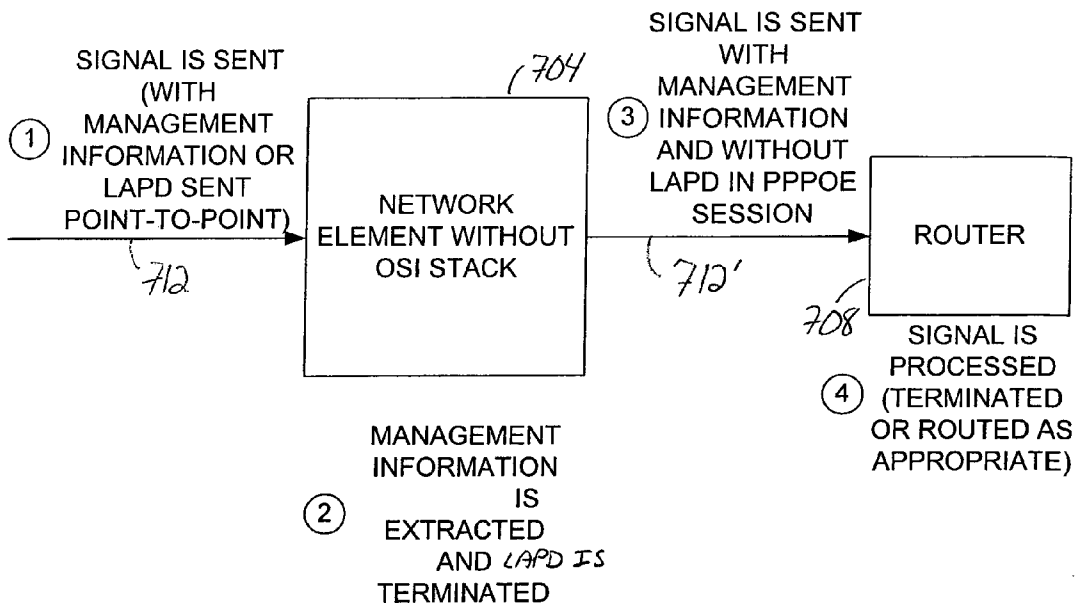 1
SIGNAL IS SENT
(WITH
MANAGEMENT
INFORMATION OR
LAPD SENT
POINT-TO-POINT)
712
704
NETWORK
ELEMENT WITHOUT
OSI STACK
2
MANAGEMENT
INFORMATION
IS
EXTRACTED
AND LAPD IS
TERMINATED
3
SIGNAL IS SENT
WITH
MANAGEMENT
INFORMATION
AND WITHOUT
LAPD IN PPPOE
SESSION
712'
ROUTER
708
4
SIGNAL IS
PROCESSED
(TERMINATED
OR ROUTED AS
APPROPRIATE)